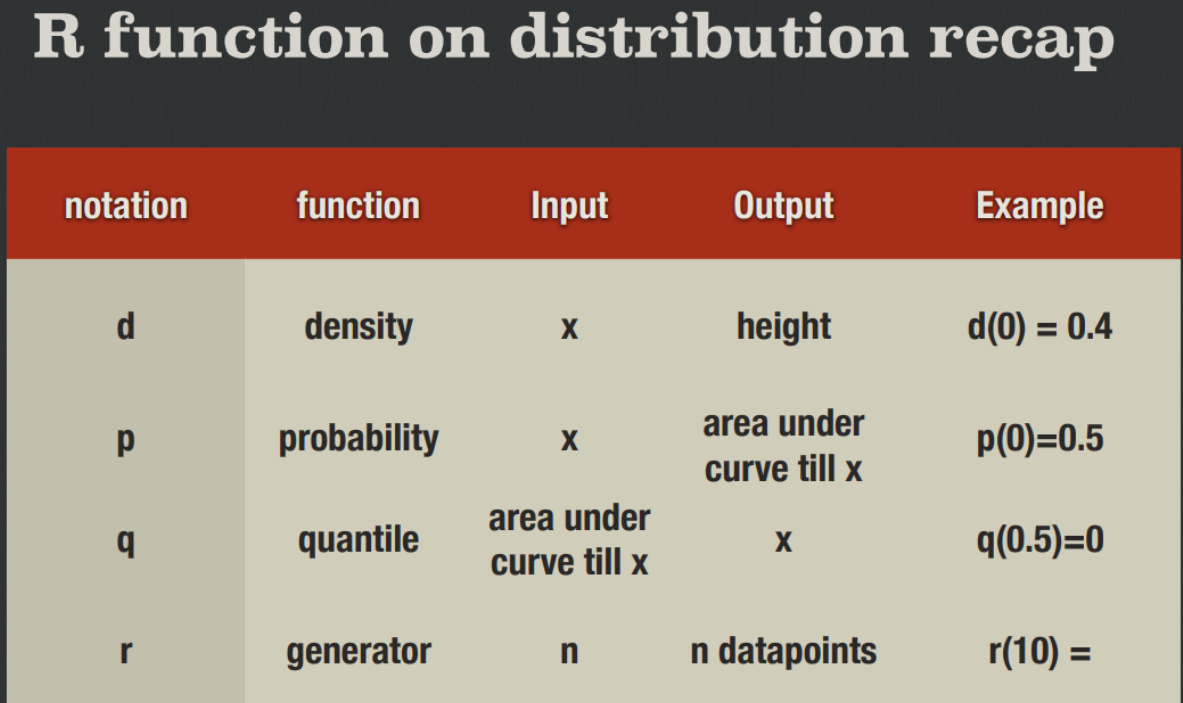 R function on distribution recap
notation function Input Output Example
d density x height d(0) = 0.4
p probability x area under curve till x p(0)=0.5
q quantile area under curve till x x q(0.5)=0
r generator n n datapoints r(10) =